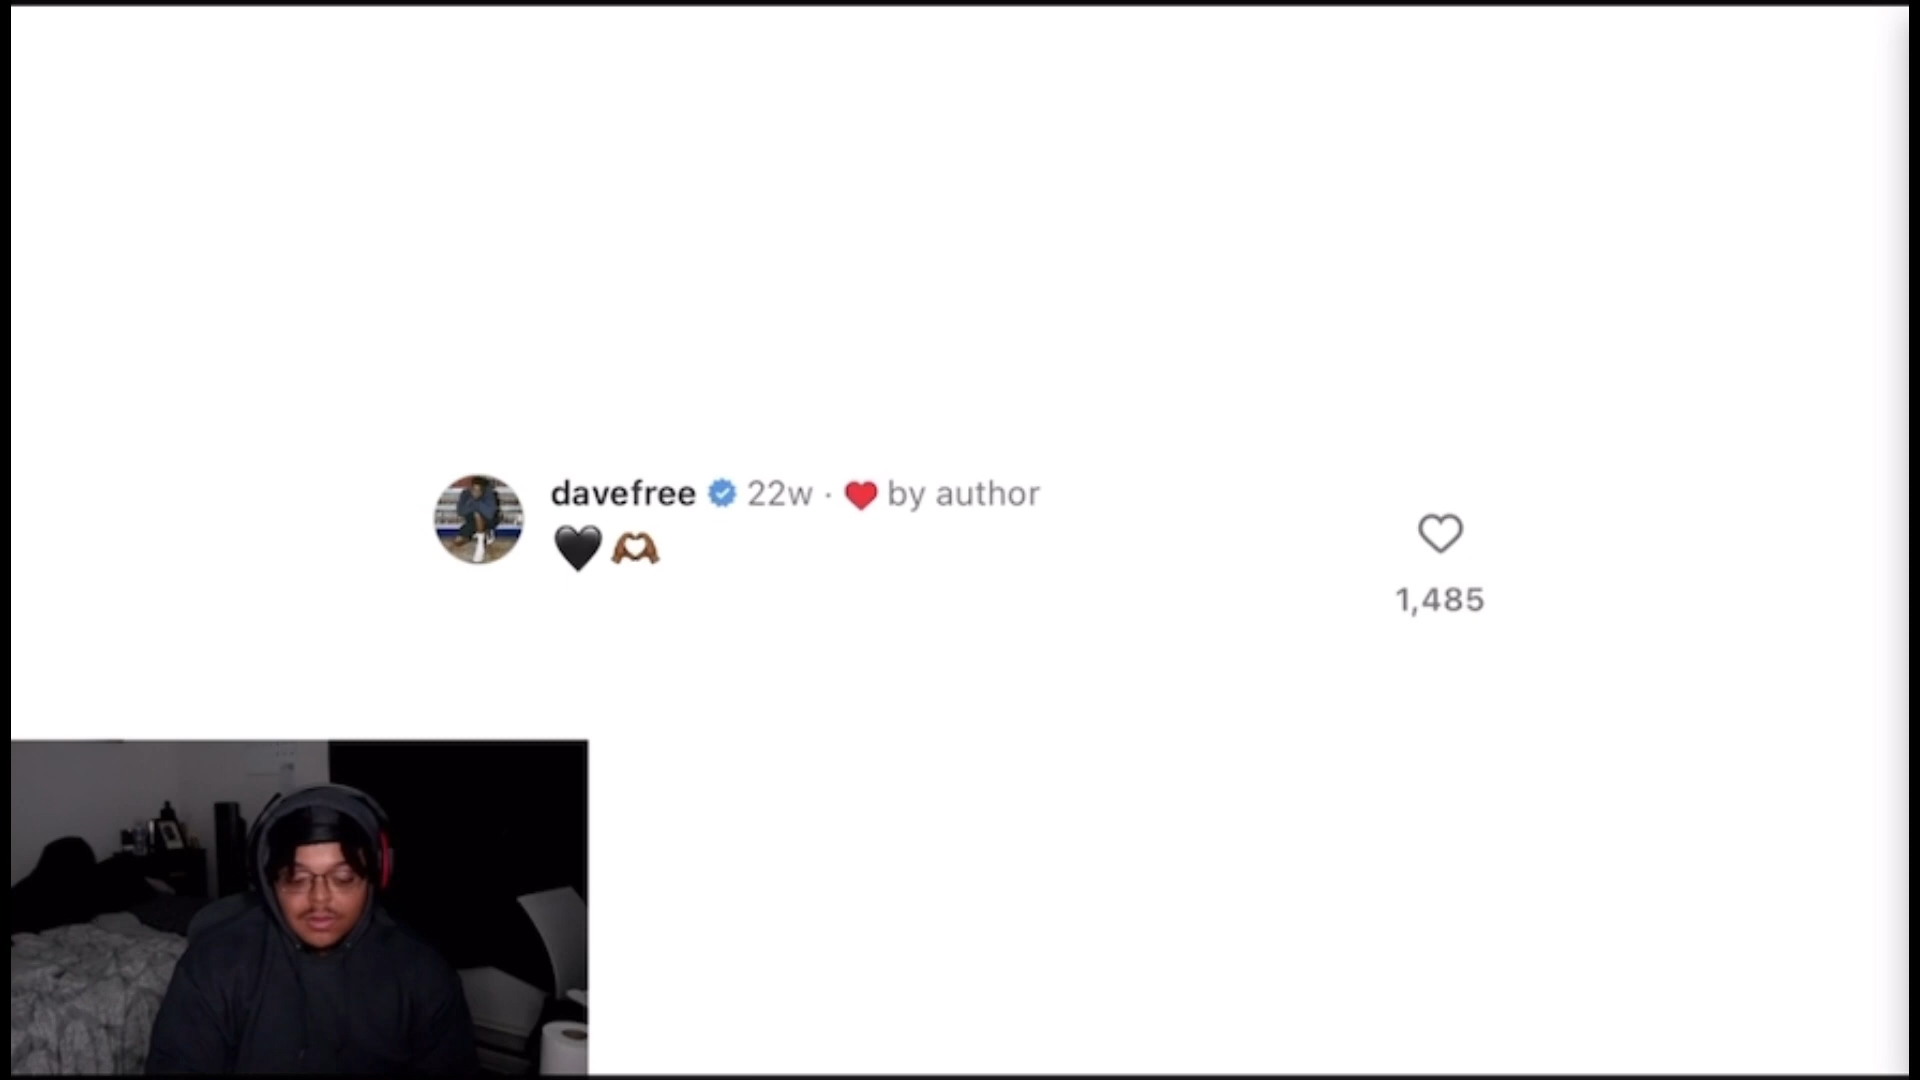 davefree 22w · ❤️ by author
🖤🫶🏾
1,485